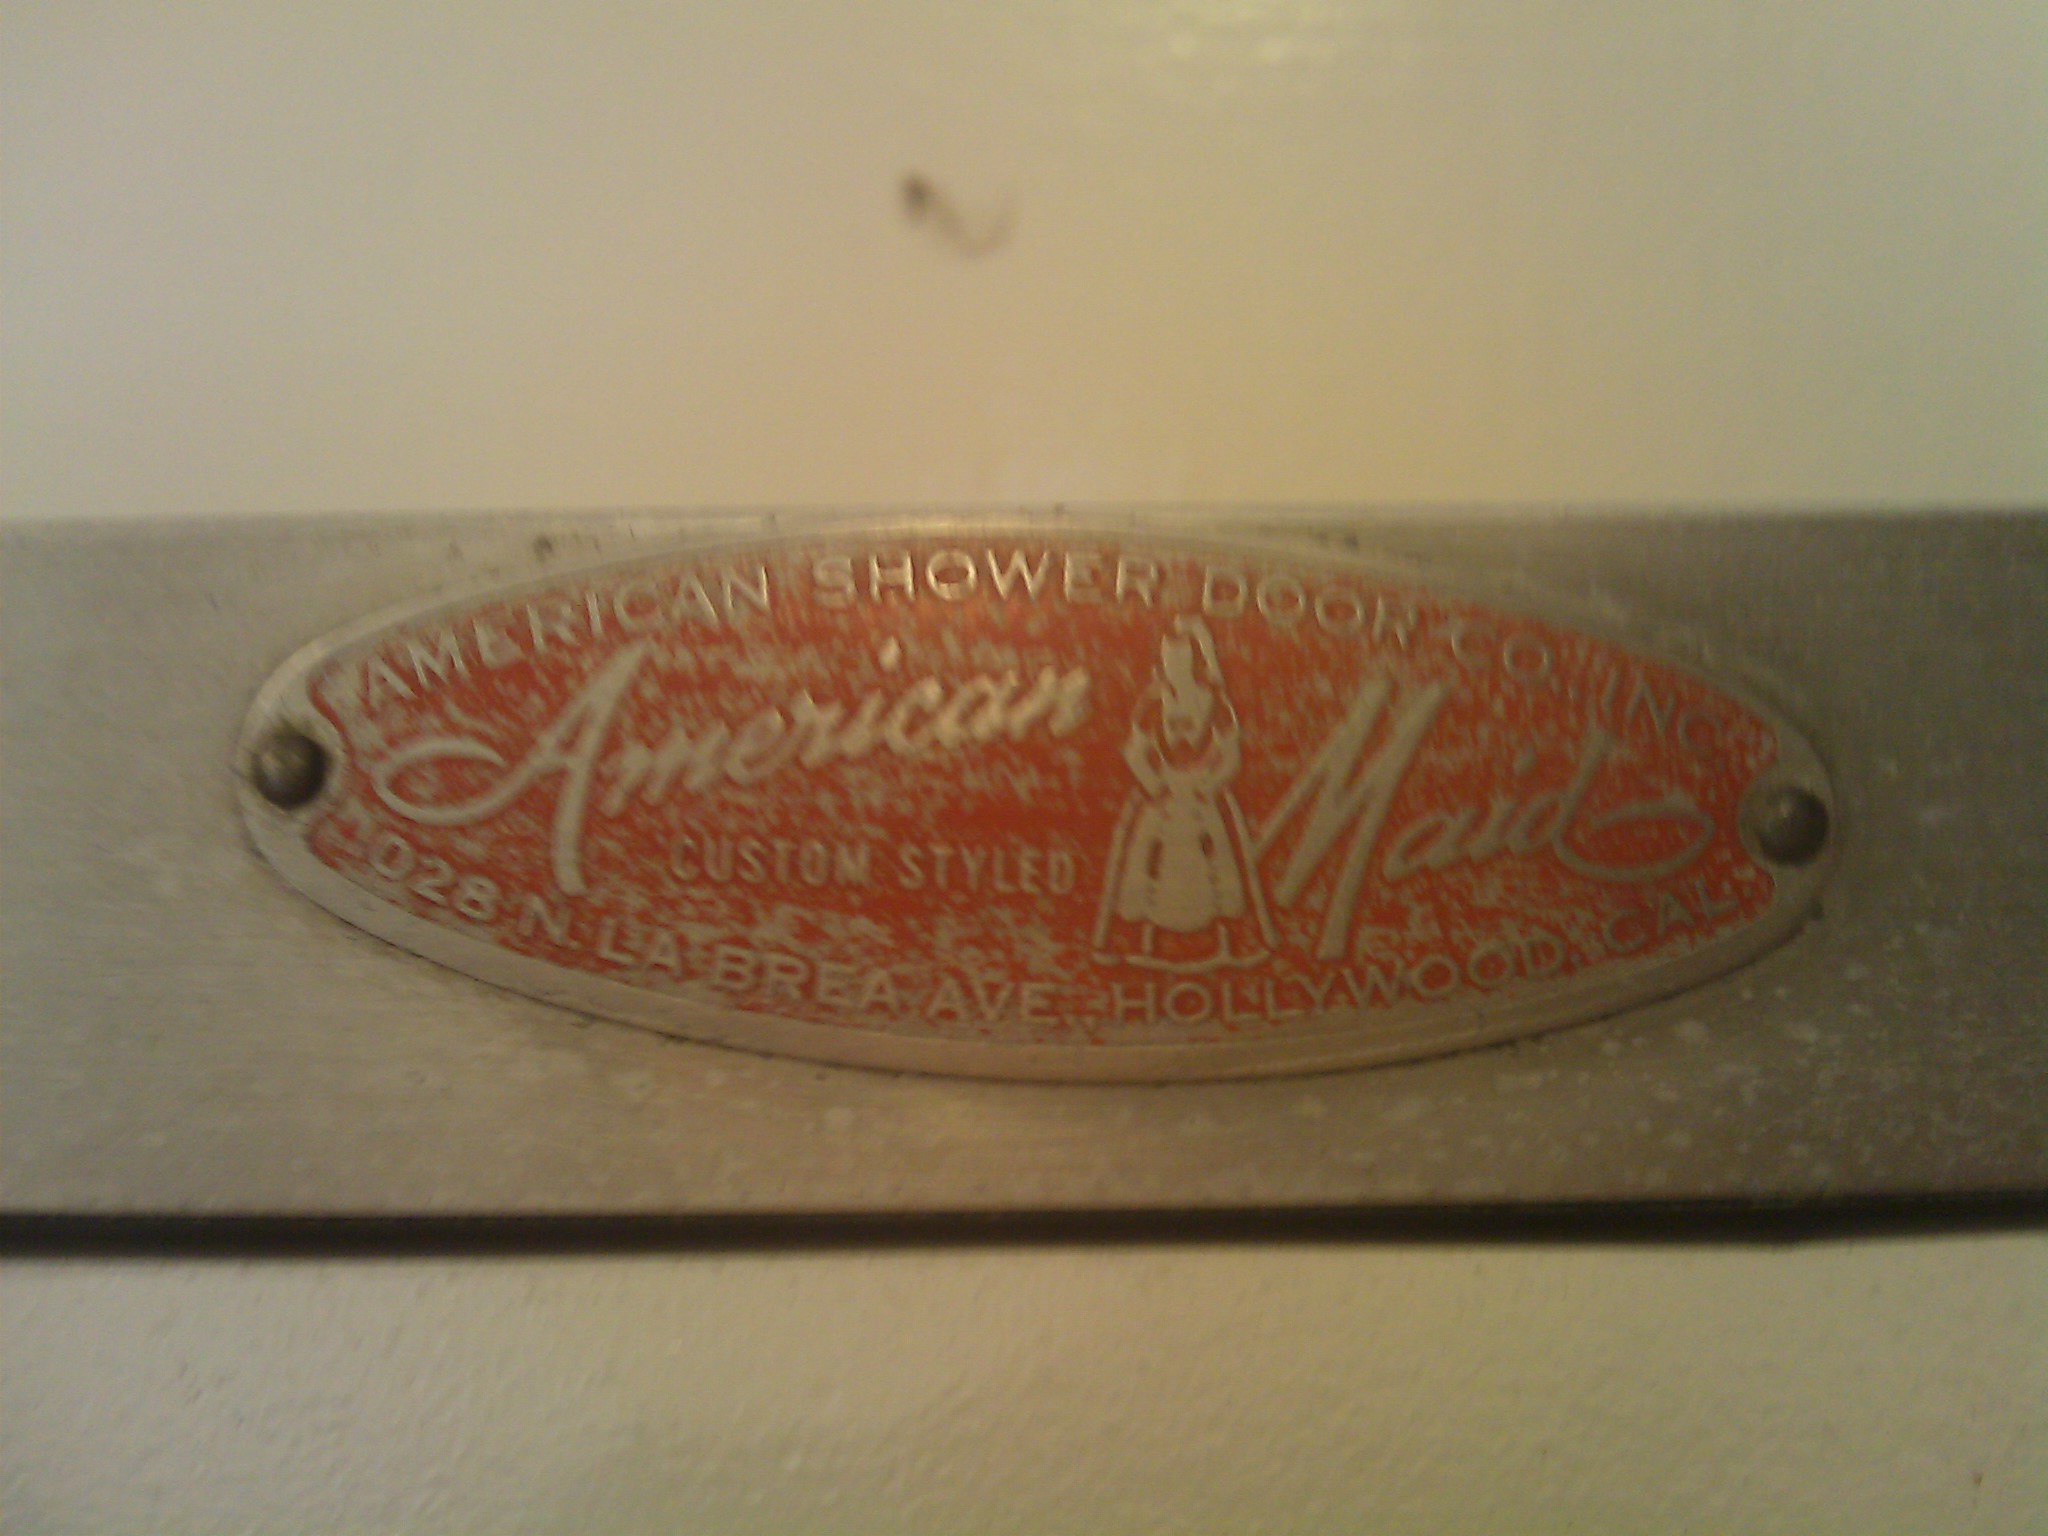 AMERICAN SHOWER DOOR CO. INC.
American Maid
CUSTOM STYLED
1028 N. LA BREA AVE., HOLLYWOOD, CAL.